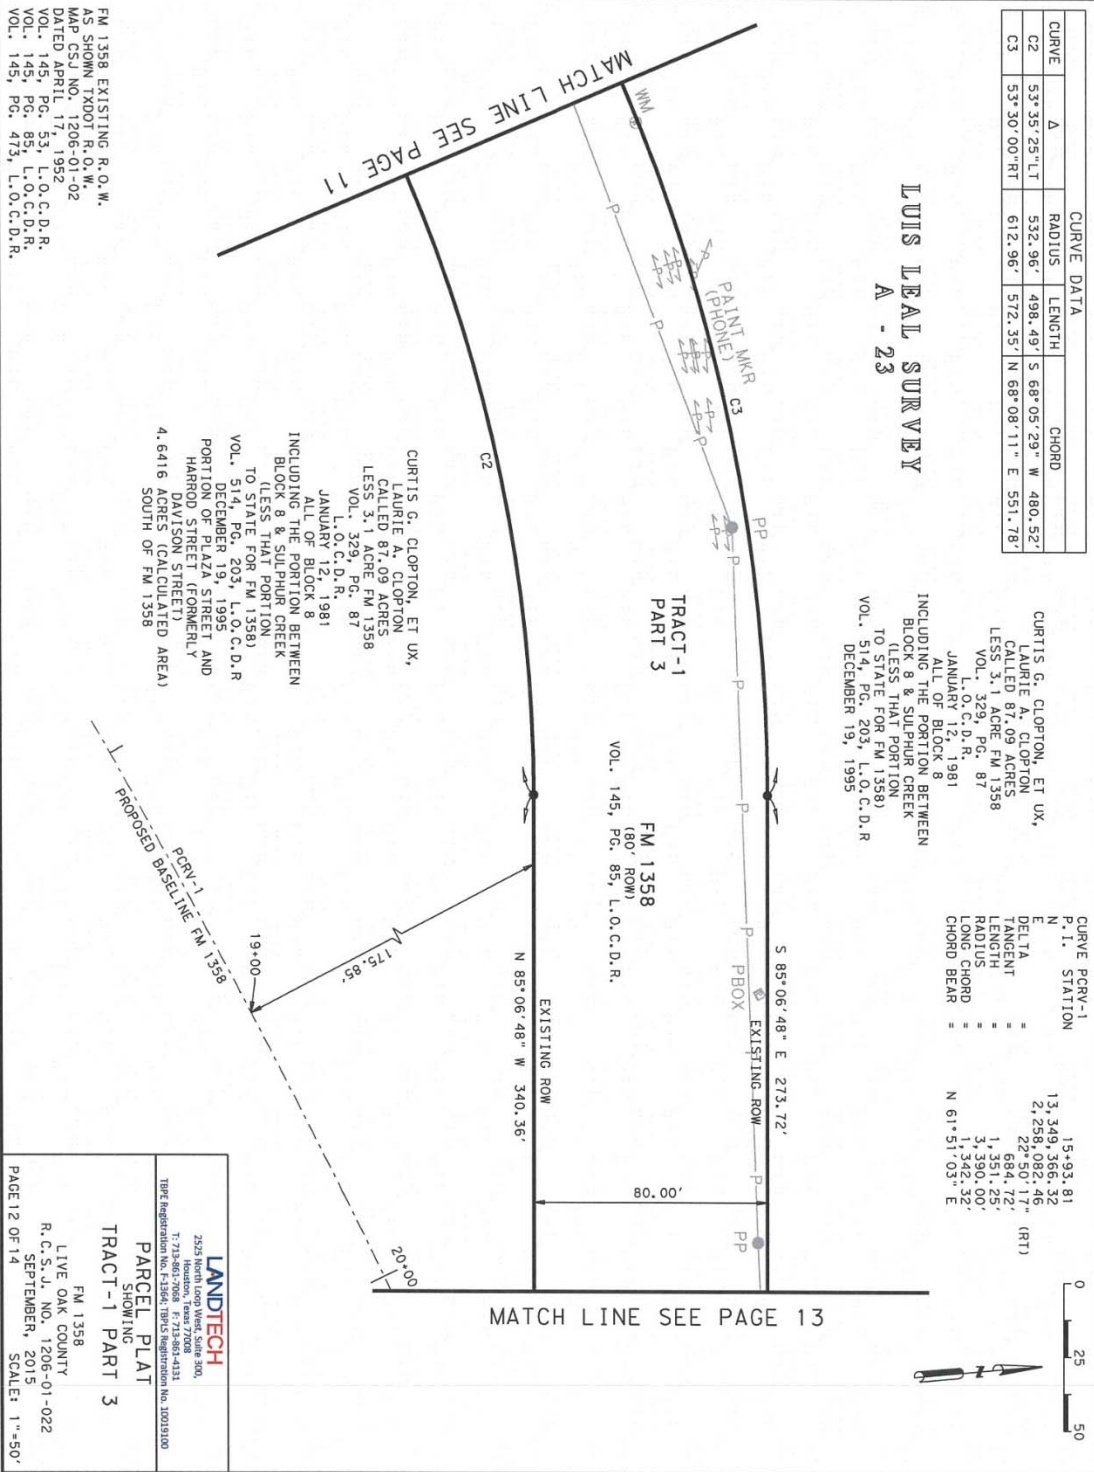 CURVE DATA
CURVE Δ RADIUS LENGTH CHORD
C2 53°35'25"LT 532.96' 498.49' S 68°05'29" W 480.52'
C3 53°30'00"RT 612.96' 572.35' N 68°08'11" E 551.78'
LUIS LEAL SURVEY
A - 23
CURTIS G. CLOPTON, ET UX,
LAURIE A. CLOPTON
CALLED 87.09 ACRES
LESS 3.1 ACRE FM 1358
VOL. 329, PG. 87
L.O.C.D.R.
JANUARY 12, 1981
ALL OF BLOCK 8
INCLUDING THE PORTION BETWEEN
BLOCK 8 & SULPHUR CREEK
(LESS THAT PORTION
TO STATE FOR FM 1358)
VOL. 514, PG. 203, L.O.C.D.R
DECEMBER 19, 1995
CURVE PCRV-1
P.I. STATION 15+93.81
N 13,349,366.32
E 2,258,082.46
DELTA = 22°50'17" (RT)
TANGENT = 684.72'
LENGTH = 1,351.25'
RADIUS = 3,390.00'
LONG CHORD = 1,342.32'
CHORD BEAR = N 61°51'03" E
0 25 50
N
MATCH LINE SEE PAGE 11
WM
P
P
P
P
P
P
P
P
P
PAINT MKR
(PHONE)
C3
PP
TRACT-1
PART 3
C2
FM 1358
(80' ROW)
VOL. 145, PG. 85, L.O.C.D.R.
S 85°06'48" E 273.72'
EXISTING ROW
PBOX
PP
80.00'
EXISTING ROW
N 85°06'48" W 340.36'
MATCH LINE SEE PAGE 13
175.85'
19+00
20+00
PCRV-1
PROPOSED BASELINE FM 1358
CURTIS G. CLOPTON, ET UX,
LAURIE A. CLOPTON
CALLED 87.09 ACRES
LESS 3.1 ACRE FM 1358
VOL. 329, PG. 87
L.O.C.D.R.
JANUARY 12, 1981
ALL OF BLOCK 8
INCLUDING THE PORTION BETWEEN
BLOCK 8 & SULPHUR CREEK
(LESS THAT PORTION
TO STATE FOR FM 1358)
VOL. 514, PG. 203, L.O.C.D.R
DECEMBER 19, 1995
PORTION OF PLAZA STREET AND
HARROD STREET (FORMERLY
DAVISON STREET)
4.6416 ACRES (CALCULATED AREA)
SOUTH OF FM 1358
FM 1358 EXISTING R.O.W.
AS SHOWN TXDOT R.O.W.
MAP CSJ NO. 1206-01-02
DATED APRIL 17, 1952
VOL. 145, PG. 53, L.O.C.D.R.
VOL. 145, PG. 85, L.O.C.D.R.
VOL. 145, PG. 473, L.O.C.D.R.
LANDTECH
2525 North Loop West, Suite 300,
Houston, Texas 77008
T: 713-861-7068 F: 713-861-4131
TBPE Registration No. F-1364; TBPLS Registration No. 10019100
PARCEL PLAT
SHOWING
TRACT-1 PART 3
FM 1358
LIVE OAK COUNTY
R.C.S.J. NO. 1206-01-022
SEPTEMBER, 2015
PAGE 12 OF 14 SCALE: 1"=50'